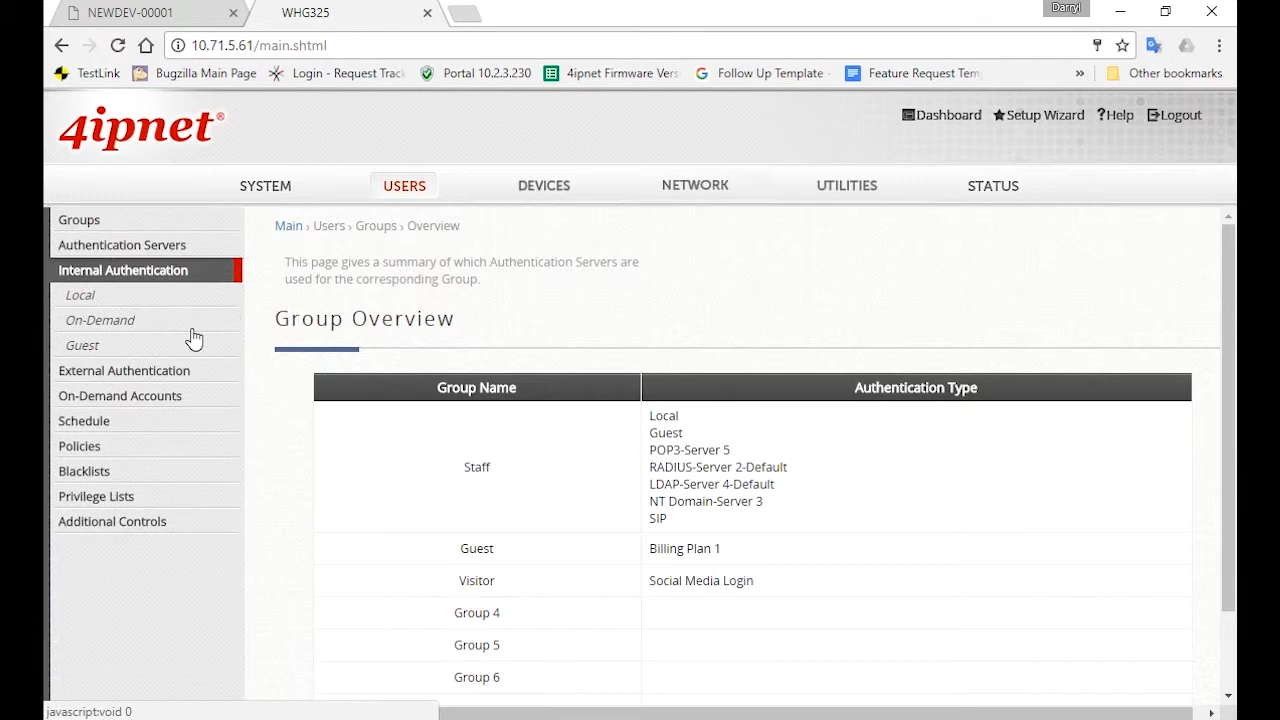 NEWDEV-00001
WHG325
Darryl
10.71.5.61/main.shtml
TestLink
Bugzilla Main Page
Login - Request Track
Portal 10.2.3.230
4ipnet Firmware Vers
Follow Up Template
Feature Request Tem
»
Other bookmarks
4ipnet®
Dashboard
Setup Wizard
?Help
Logout
SYSTEM
USERS
DEVICES
NETWORK
UTILITIES
STATUS
Groups
Authentication Servers
Internal Authentication
Local
On-Demand
Guest
External Authentication
On-Demand Accounts
Schedule
Policies
Blacklists
Privilege Lists
Additional Controls
Main › Users › Groups › Overview
This page gives a summary of which Authentication Servers are
used for the corresponding Group.
Group Overview
Group Name
Authentication Type
Staff
Local
Guest
POP3-Server 5
RADIUS-Server 2-Default
LDAP-Server 4-Default
NT Domain-Server 3
SIP
Guest
Billing Plan 1
Visitor
Social Media Login
Group 4
Group 5
Group 6
javascript:void 0